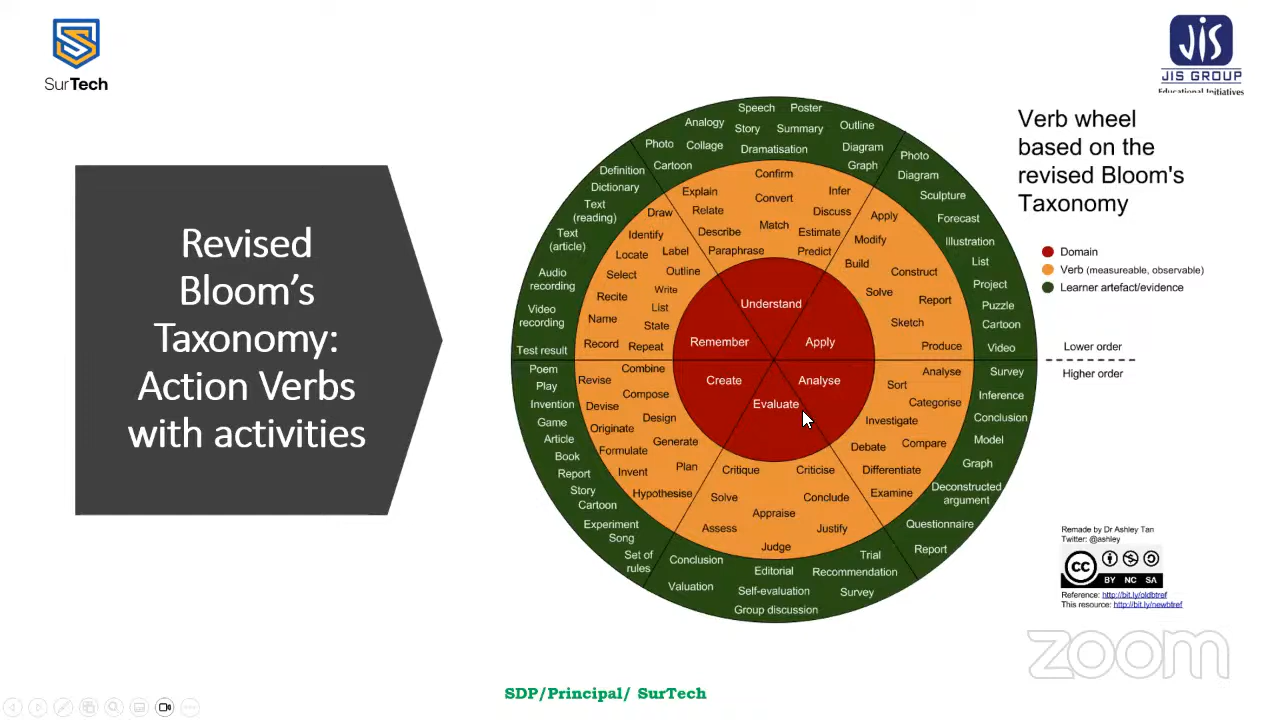 SurTech
JIS
JIS GROUP
Educational Initiatives
Revised
Bloom's
Taxonomy:
Action Verbs
with activities
Verb wheel
based on the
revised Bloom's
Taxonomy
Domain
Verb (measureable, observable)
Learner artefact/evidence
Lower order
Higher order
Understand
Remember
Apply
Create
Analyse
Evaluate
Confirm
Explain
Convert
Infer
Relate
Match
Discuss
Describe
Estimate
Paraphrase
Predict
Apply
Modify
Build
Construct
Solve
Report
Sketch
Produce
Analyse
Sort
Categorise
Investigate
Debate
Compare
Differentiate
Examine
Critique
Criticise
Solve
Conclude
Appraise
Assess
Justify
Judge
Combine
Revise
Compose
Devise
Design
Originate
Generate
Formulate
Plan
Invent
Hypothesise
Draw
Identify
Label
Locate
Outline
Select
Write
Recite
List
Name
State
Record
Repeat
Speech
Poster
Analogy
Story
Summary
Outline
Photo
Collage
Dramatisation
Diagram
Cartoon
Graph
Photo
Diagram
Sculpture
Forecast
Illustration
List
Project
Puzzle
Cartoon
Video
Survey
Inference
Conclusion
Model
Graph
Deconstructed
argument
Questionnaire
Report
Conclusion
Trial
Editorial
Recommendation
Valuation
Self-evaluation
Survey
Group discussion
Poem
Play
Invention
Game
Article
Book
Report
Story
Cartoon
Experiment
Song
Set of
rules
Definition
Dictionary
Text
(reading)
Text
(article)
Audio
recording
Video
recording
Test result
Remade by Dr Ashley Tan
Twitter: @ashley
CC
BY NC SA
Reference: http://bit.ly/oldbtref
This resource: http://bit.ly/newbtref
zoom
SDP/Principal/ SurTech